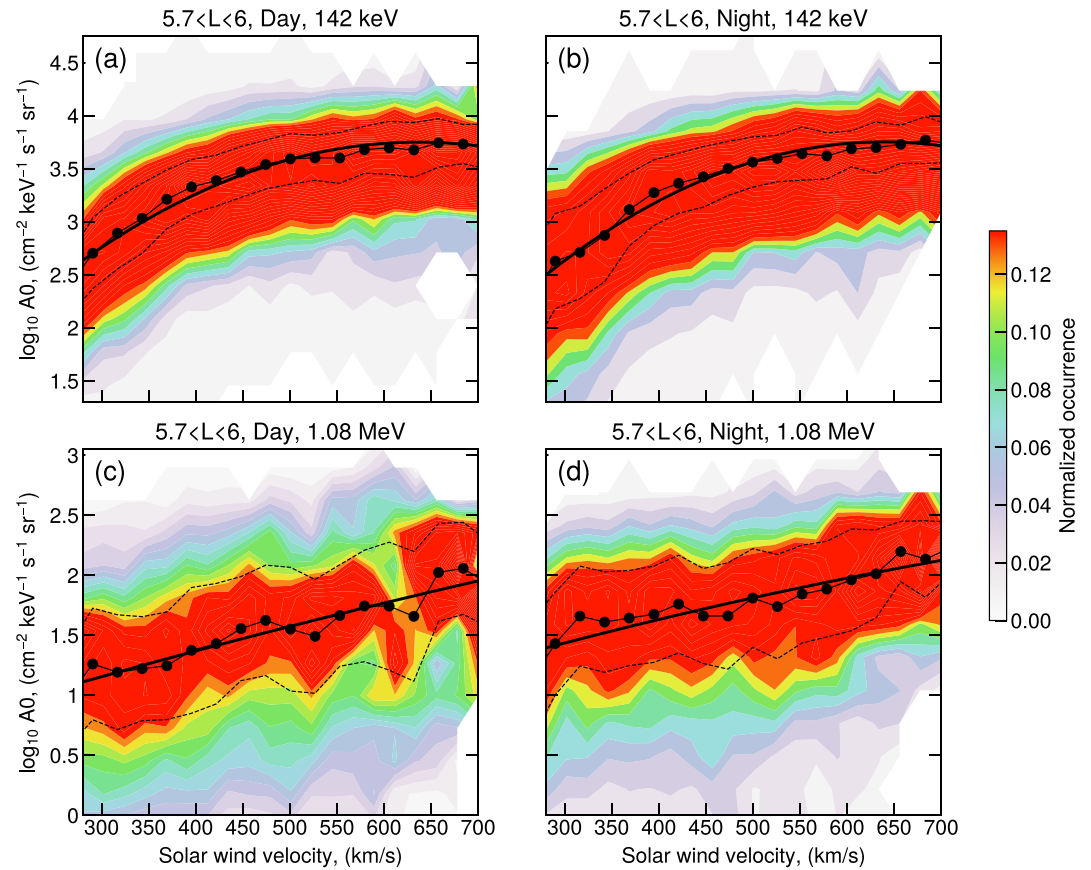 5.7<L<6, Day, 142 keV
5.7<L<6, Night, 142 keV
(a)
(b)
log₁₀ A0, (cm⁻² keV⁻¹ s⁻¹ sr⁻¹)
4.5
4
3.5
3
2.5
2
1.5
5.7<L<6, Day, 1.08 MeV
5.7<L<6, Night, 1.08 MeV
(c)
(d)
log₁₀ A0, (cm⁻² keV⁻¹ s⁻¹ sr⁻¹)
3
2.5
2
1.5
1
0.5
0
300 350 400 450 500 550 600 650 700
300 350 400 450 500 550 600 650 700
Solar wind velocity, (km/s)
Solar wind velocity, (km/s)
0.12
0.10
0.08
0.06
0.04
0.02
0.00
Normalized occurrence